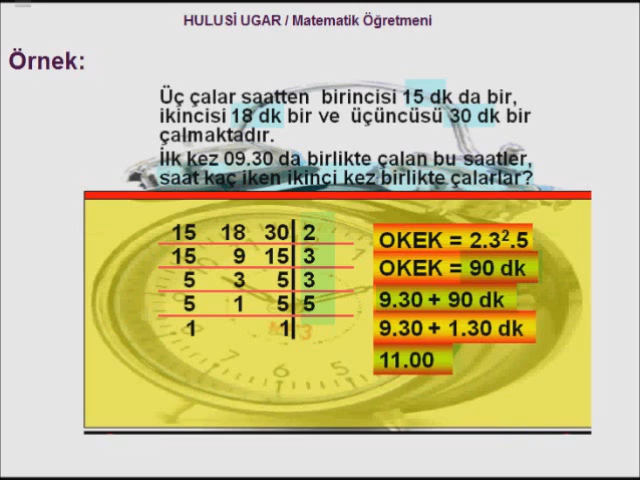 HULUSİ UGAR / Matematik Öğretmeni
Örnek:
Üç çalar saatten birincisi 15 dk da bir,
ikincisi 18 dk bir ve üçüncüsü 30 dk bir
çalmaktadır.
İlk kez 09.30 da birlikte çalan bu saatler,
saat kaç iken ikinci kez birlikte çalarlar?
15 18 30 2
15 9 15 3
5 3 5 3
5 1 5 5
1 1
OKEK = 2.3².5
OKEK = 90 dk
9.30 + 90 dk
9.30 + 1.30 dk
11.00
7 6 5